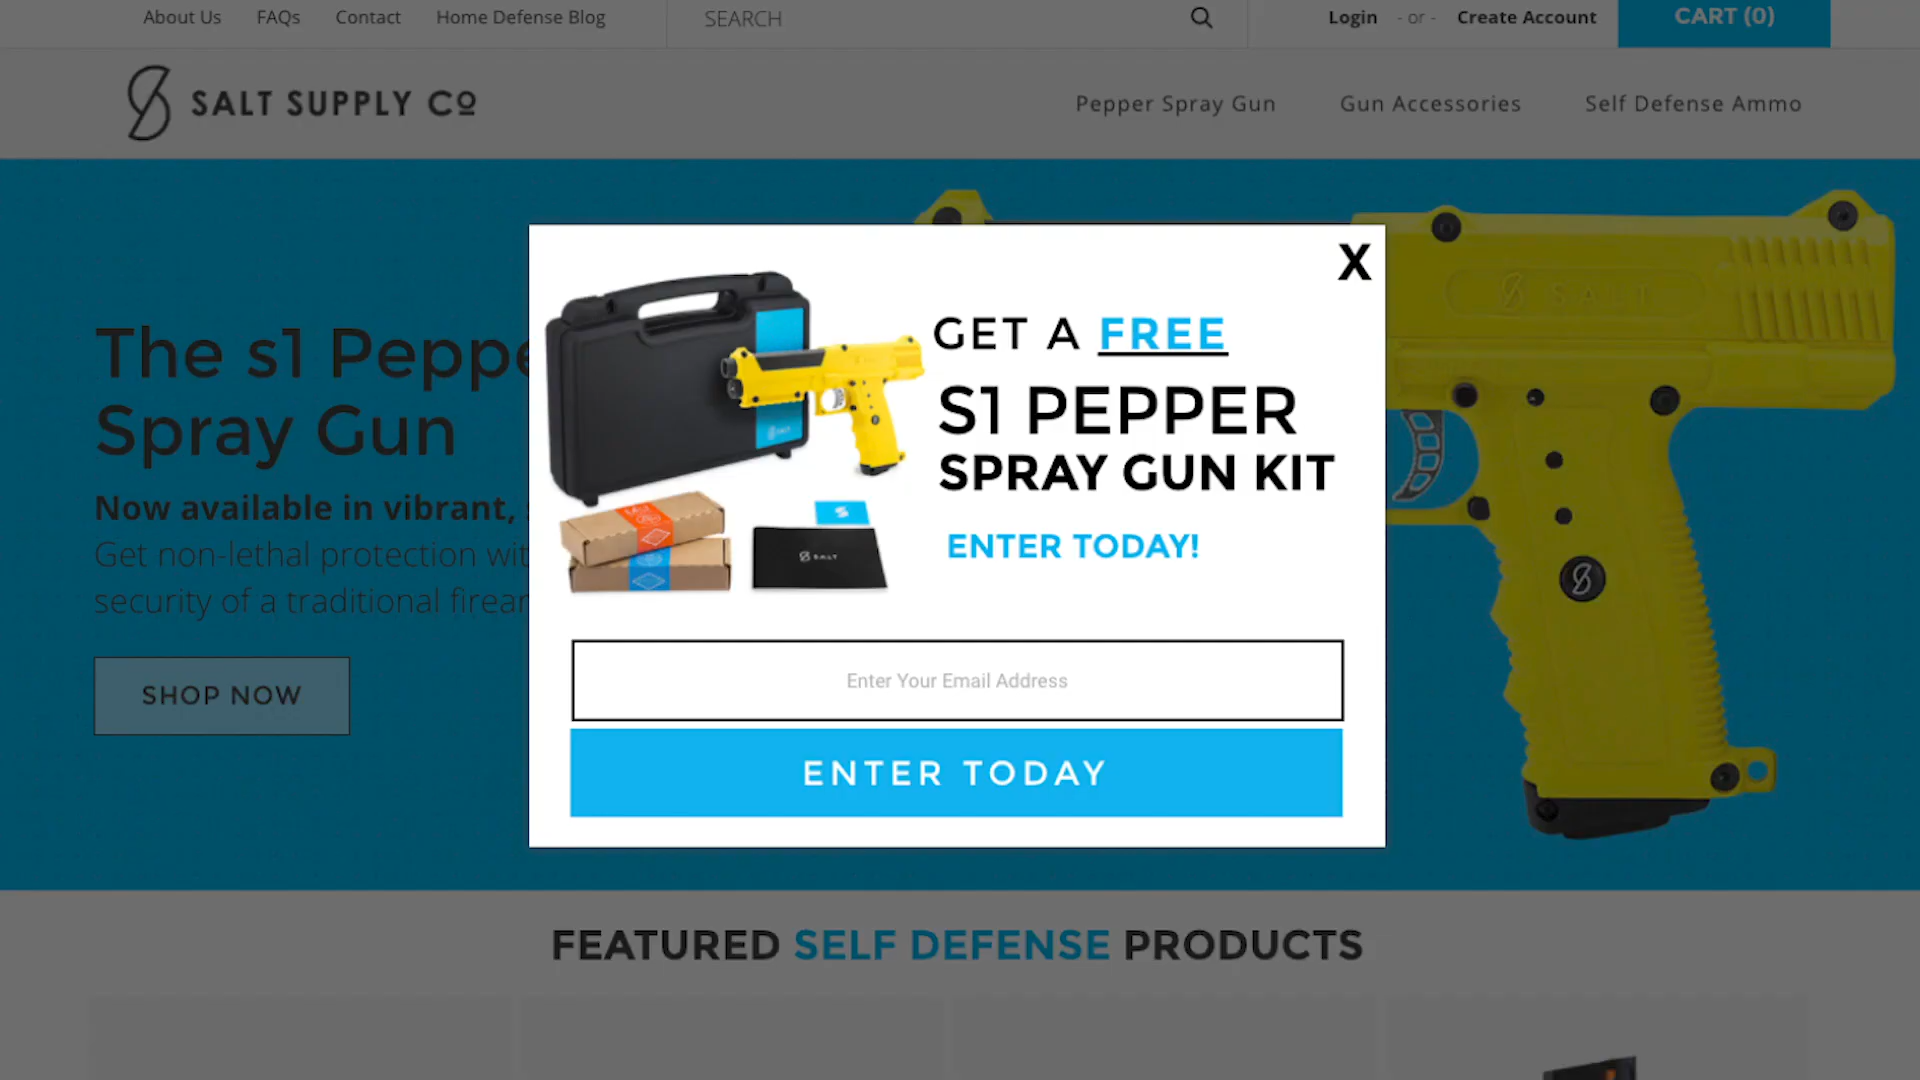 About Us FAQs Contact Home Defense Blog SEARCH Login - or - Create Account CART (0)
SALT SUPPLY Co Pepper Spray Gun Gun Accessories Self Defense Ammo
The s1 Peppe
Spray Gun
Now available in vibrant,
Get non-lethal protection wit
security of a traditional firear
SHOP NOW
X
GET A FREE
S1 PEPPER
SPRAY GUN KIT
ENTER TODAY!
SALT
SALT
Enter Your Email Address
ENTER TODAY
SALT
FEATURED SELF DEFENSE PRODUCTS